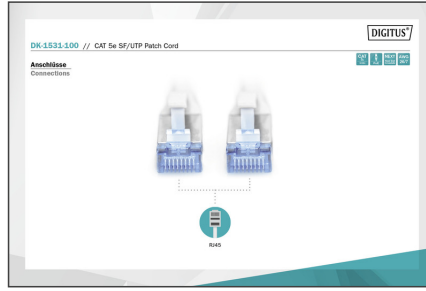 DIGITUS®
DK-1531-100 // CAT 5e SF/UTP Patch Cord
Anschlüsse
Connections
RJ45